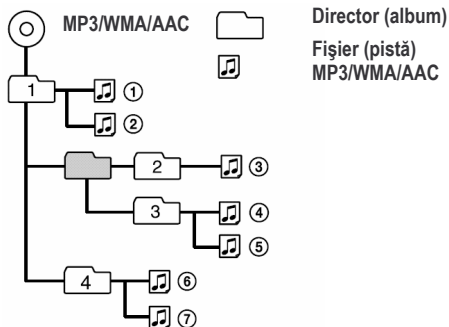 MP3/WMA/AAC
Director (album)
Fişier (pistă)
MP3/WMA/AAC
1
①
②
2
③
3
④
⑤
4
⑥
⑦